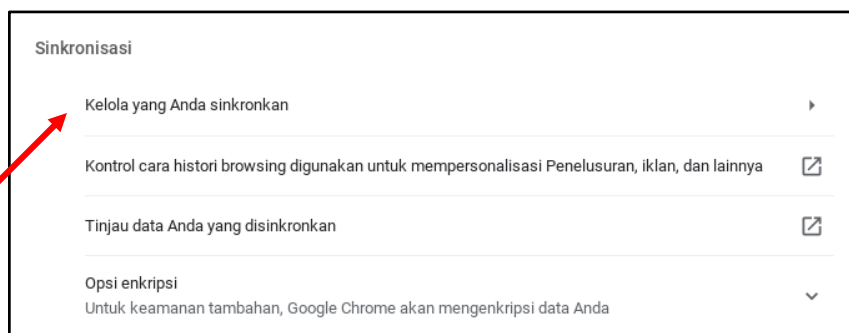 Sinkronisasi
Kelola yang Anda sinkronkan
Kontrol cara histori browsing digunakan untuk mempersonalisasi Penelusuran, iklan, dan lainnya
Tinjau data Anda yang disinkronkan
Opsi enkripsi
Untuk keamanan tambahan, Google Chrome akan mengenkripsi data Anda